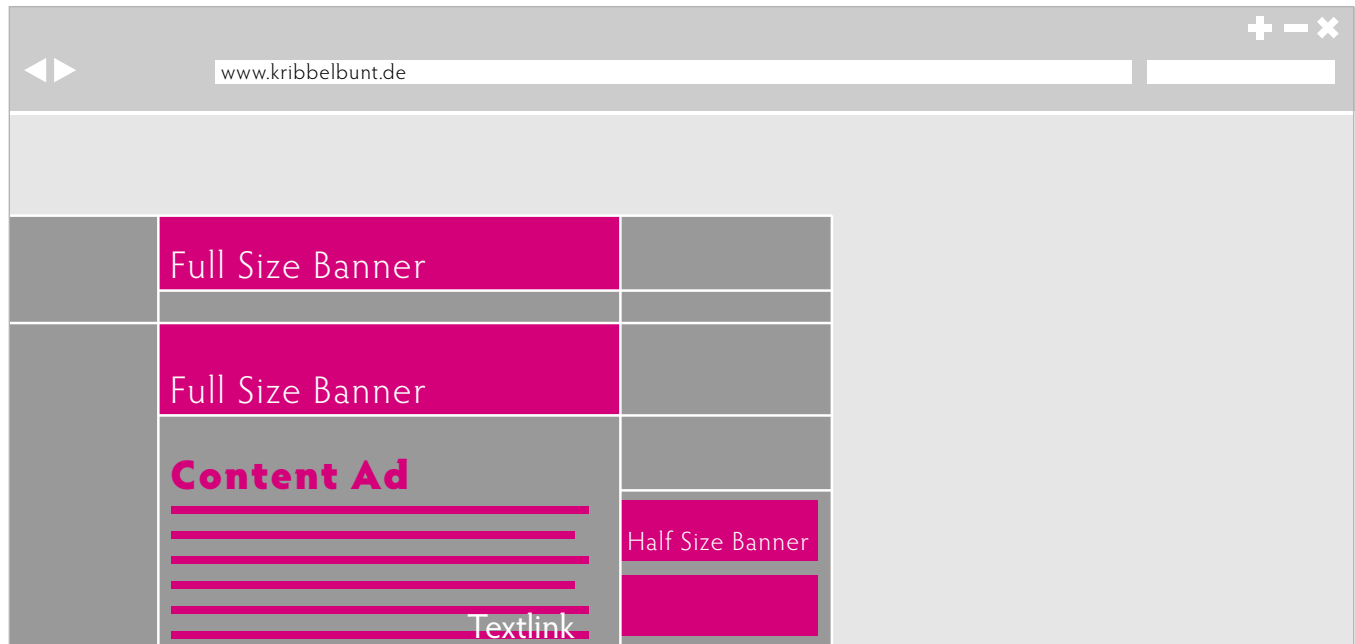 www.kribbelbunt.de
Full Size Banner
Full Size Banner
Content Ad
Half Size Banner
Textlink